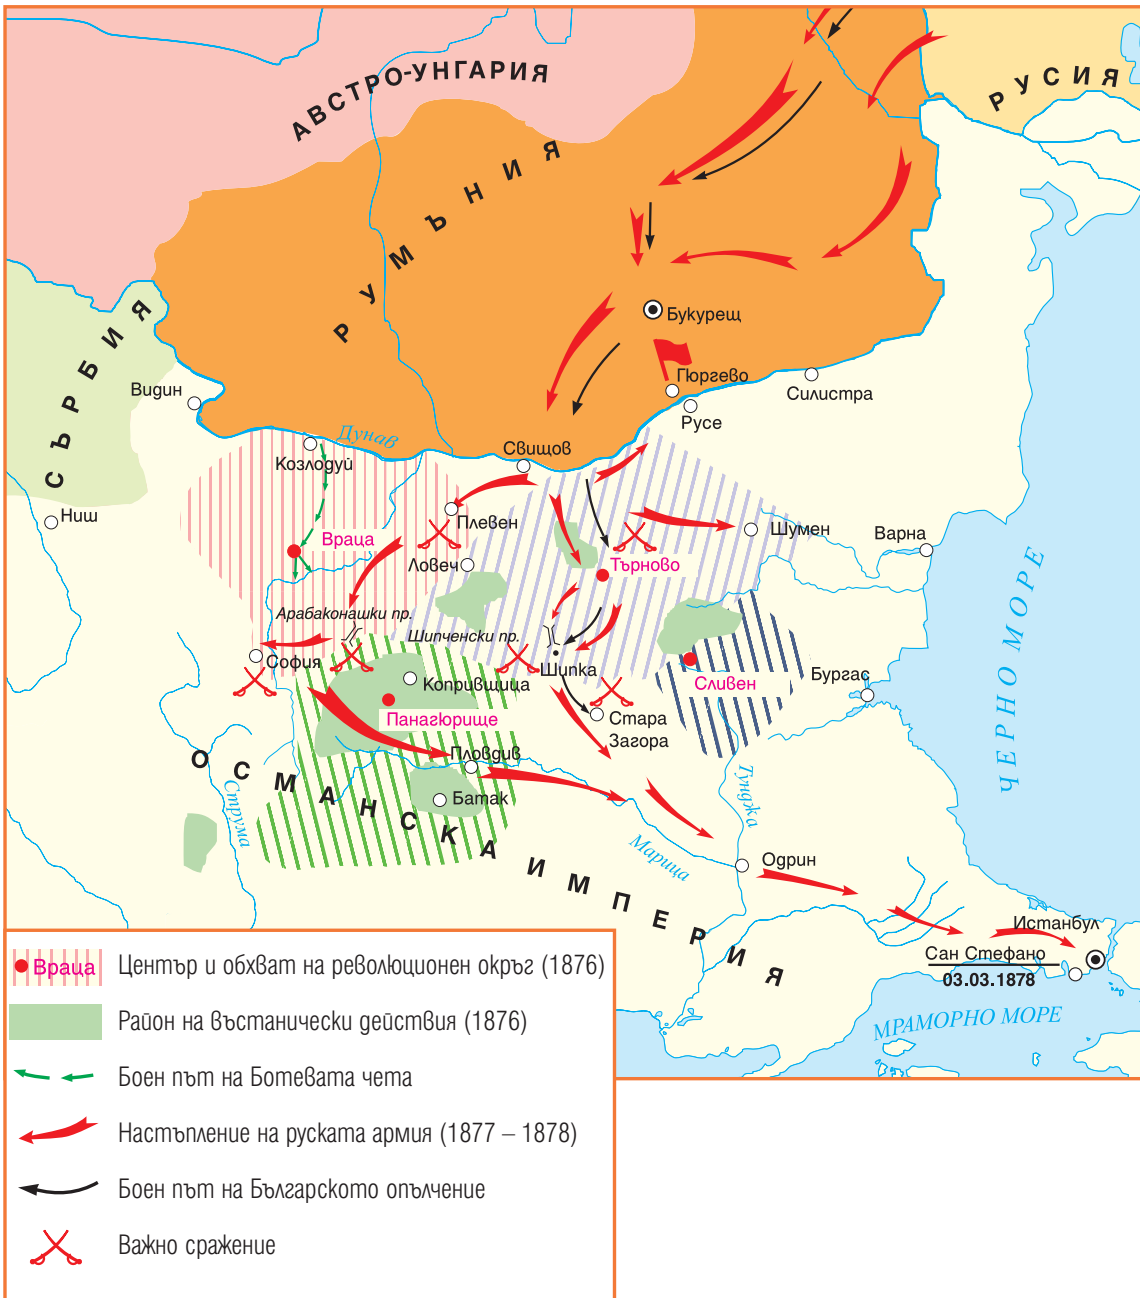 АВСТРО-УНГАРИЯ
РУСИЯ
РУМЪНИЯ
СЪРБИЯ
Букурещ
Гюргево
Силистра
Русе
Видин
Дунав
Свищов
Козлодуй
Ниш
Плевен
Шумен
Варна
Враца
Ловеч
Търново
Арабаконашки пр.
Шипченски пр.
София
Шипка
Копривщица
Сливен
Бургас
ЧЕРНО МОРЕ
Панагюрище
Стара
Загора
Пловдив
ОСМАНСКА ИМПЕРИЯ
Струма
Батак
Тунджа
Марица
Одрин
Истанбул
Сан Стефано
03.03.1878
МРАМОРНО МОРЕ
Враца Център и обхват на революционен окръг (1876)
Район на въстанически действия (1876)
Боен път на Ботевата чета
Настъпление на руската армия (1877 – 1878)
Боен път на Българското опълчение
Важно сражение